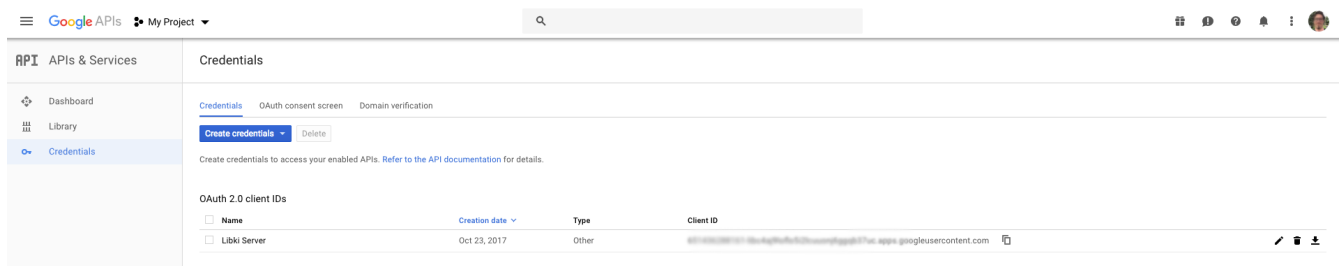 Google APIs My Project
API APIs & Services
Credentials
Dashboard
Library
Credentials
Credentials OAuth consent screen Domain verification
Create credentials Delete
Create credentials to access your enabled APIs. Refer to the API documentation for details.
OAuth 2.0 client IDs
Name Creation date Type Client ID
Libki Server Oct 23, 2017 Other .apps.googleusercontent.com